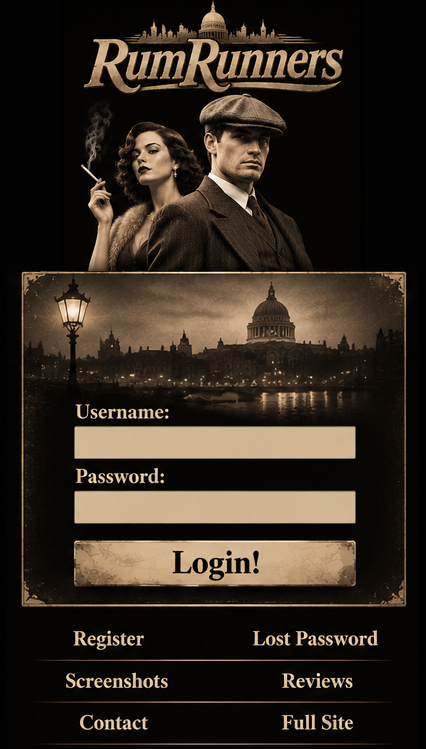 RumRunners
Username:
Password:
Login!
Register Lost Password
Screenshots Reviews
Contact Full Site